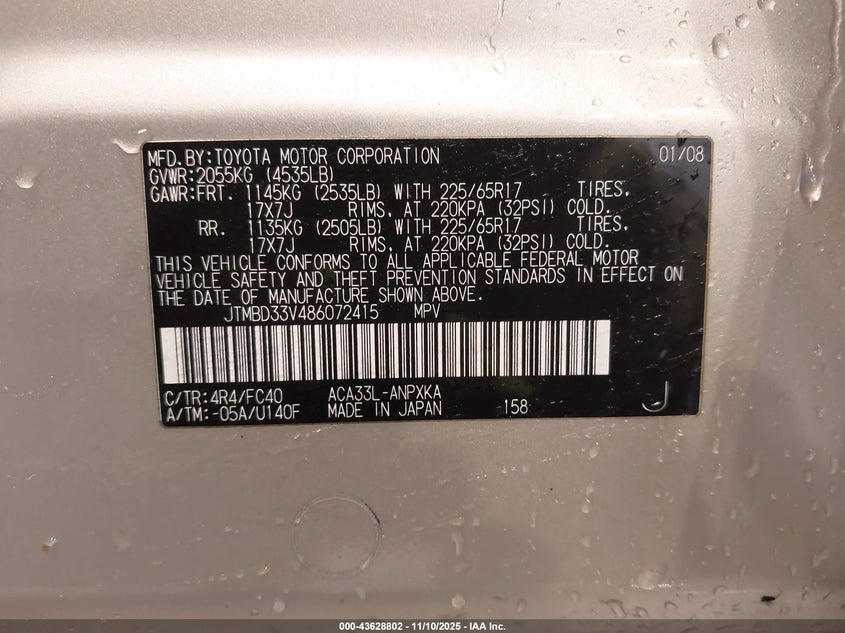 MFD.BY:TOYOTA MOTOR CORPORATION 01/08
GVWR:2055KG (4535LB)
GAWR:FRT. 1145KG (2535LB) WITH 225/65R17 TIRES,
17X7J RIMS, AT 220KPA (32PSI) COLD,
RR. 1135KG (2505LB) WITH 225/65R17 TIRES,
17X7J RIMS, AT 220KPA (32PSI) COLD.
THIS VEHICLE CONFORMS TO ALL APPLICABLE FEDERAL MOTOR
VEHICLE SAFETY AND THEFT PREVENTION STANDARDS IN EFFECT ON
THE DATE OF MANUFACTURE SHOWN ABOVE.
JTMBD33V486072415 MPV
C/TR:4R4/FC40 ACA33L-ANPXKA
A/TM:-05A/U140F MADE IN JAPAN 158 J
000-43628802 - 11/10/2025 - IAA Inc.